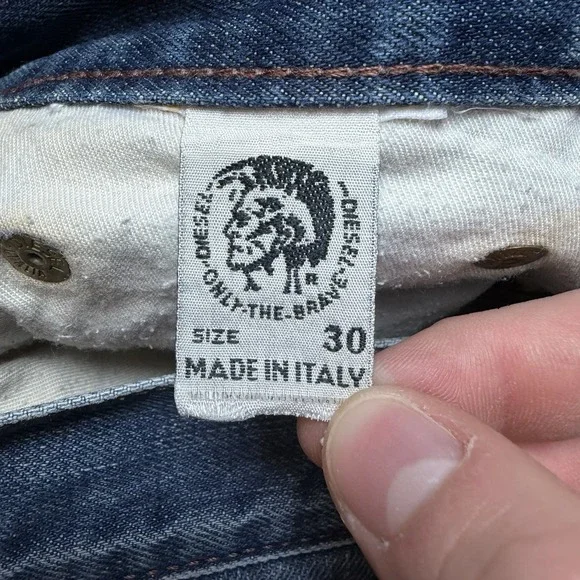 DIESEL
ONLY-THE-BRAVE
DIESEL
®
SIZE 30
MADE IN ITALY